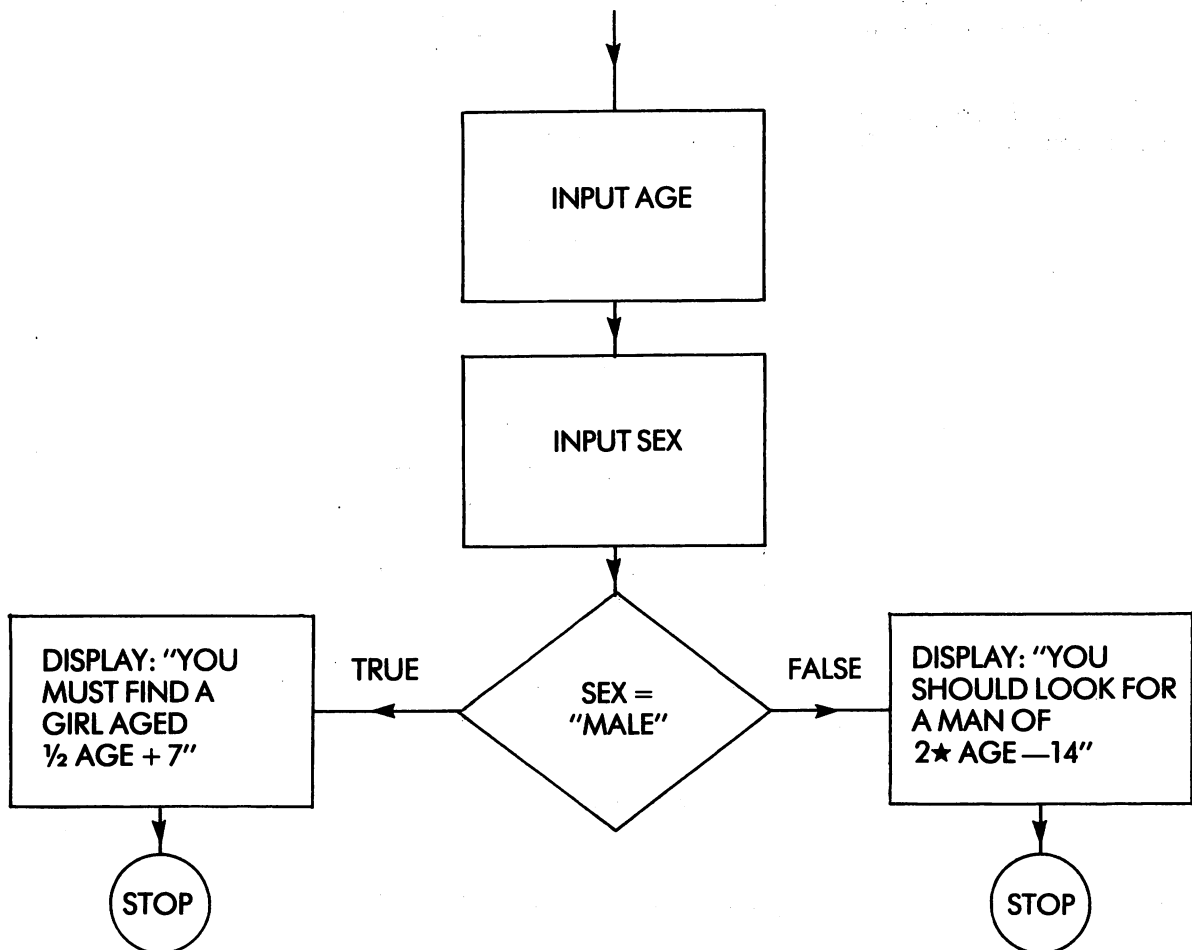 INPUT AGE
INPUT SEX
DISPLAY: "YOU
MUST FIND A
GIRL AGED
½ AGE + 7"
TRUE
SEX =
"MALE"
FALSE
DISPLAY: "YOU
SHOULD LOOK FOR
A MAN OF
2★ AGE —14"
STOP
STOP